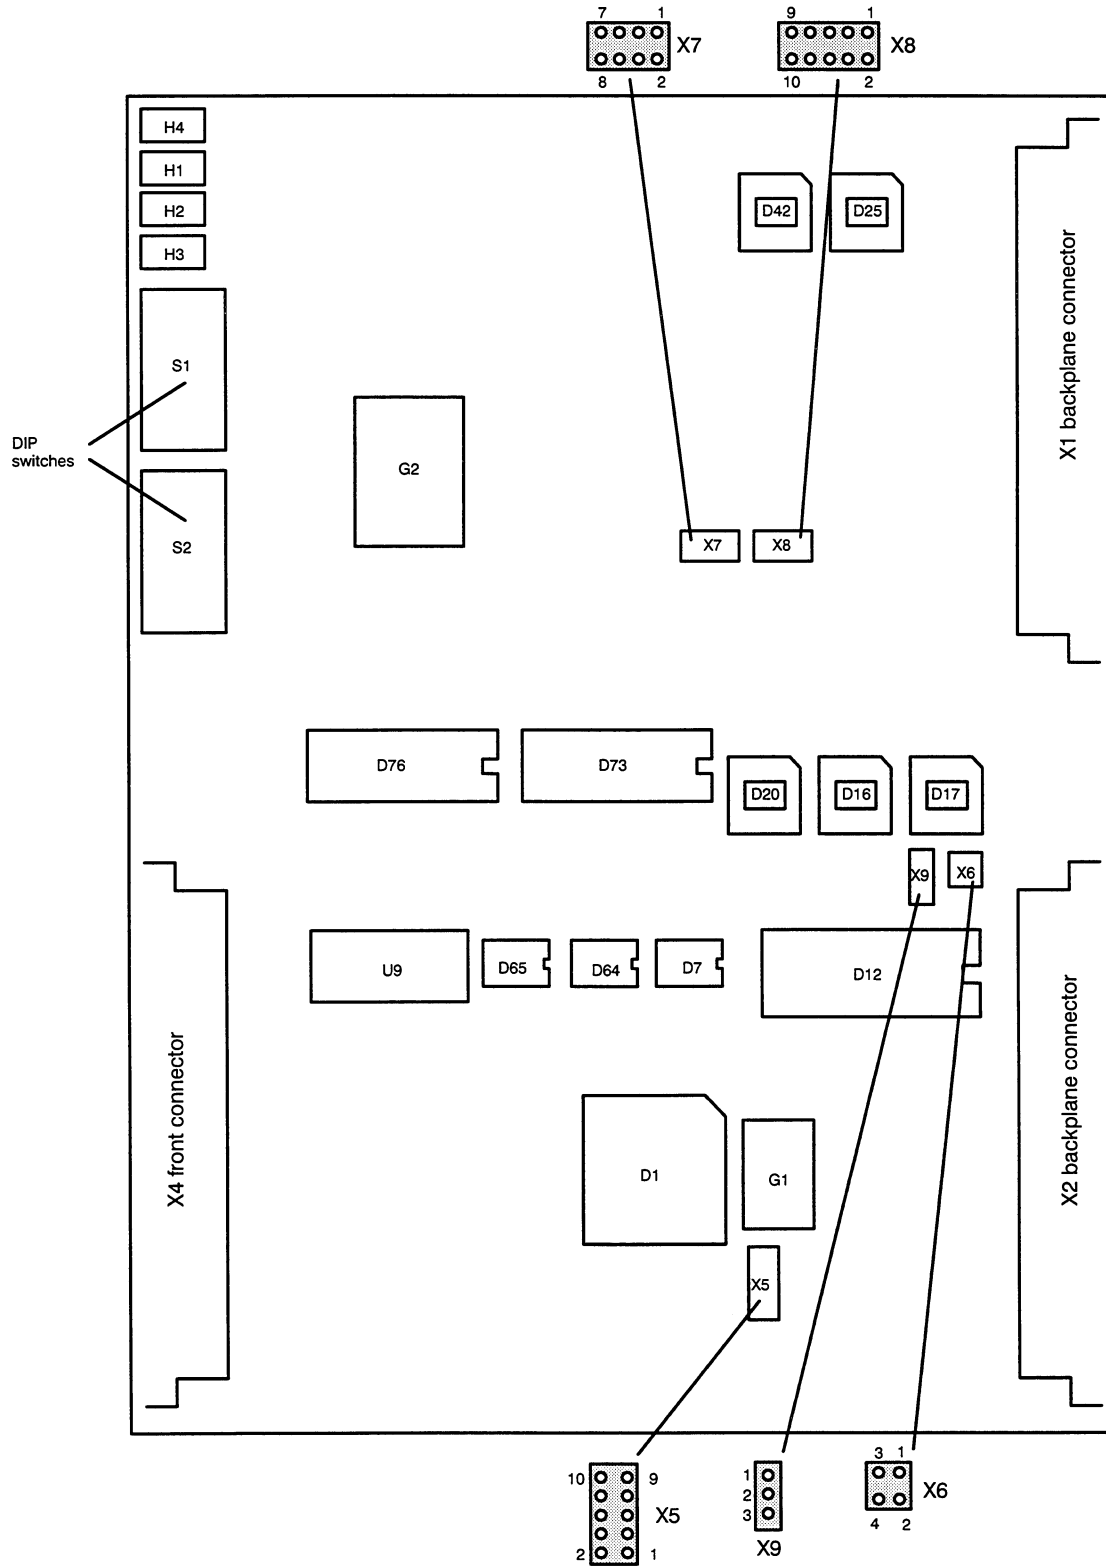 7 1
X7
8 2
9 1
X8
10 2
H4
H1
H2
H3
S1
DIP
switches
S2
G2
D42
D25
X1 backplane connector
X7
X8
D76
D73
D20
D16
D17
X9
X6
U9
D65
D64
D7
D12
X4 front connector
X2 backplane connector
D1
G1
X5
10 9
X5
2 1
1
2
3
X9
3 1
X6
4 2